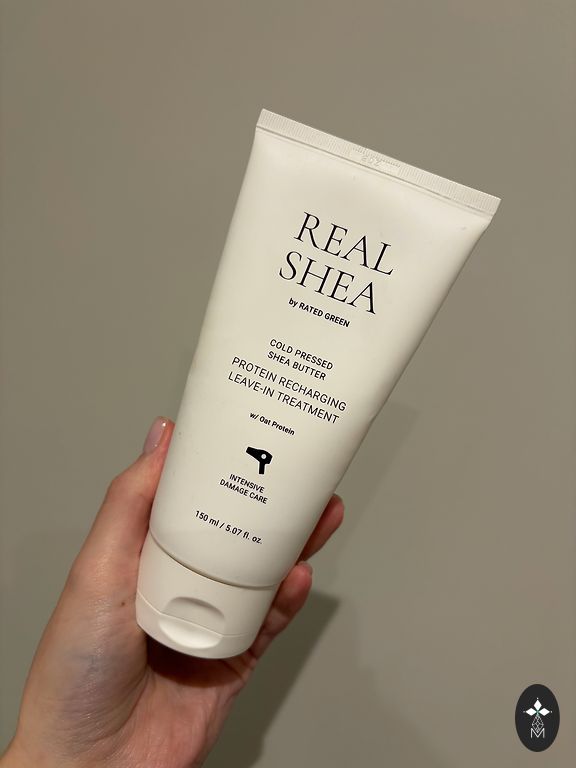 REAL
SHEA
by RATED GREEN
COLD PRESSED
SHEA BUTTER
PROTEIN RECHARGING
LEAVE-IN TREATMENT
w/ Oat Protein
INTENSIVE
DAMAGE CARE
150 ml / 5.07 fl. oz.